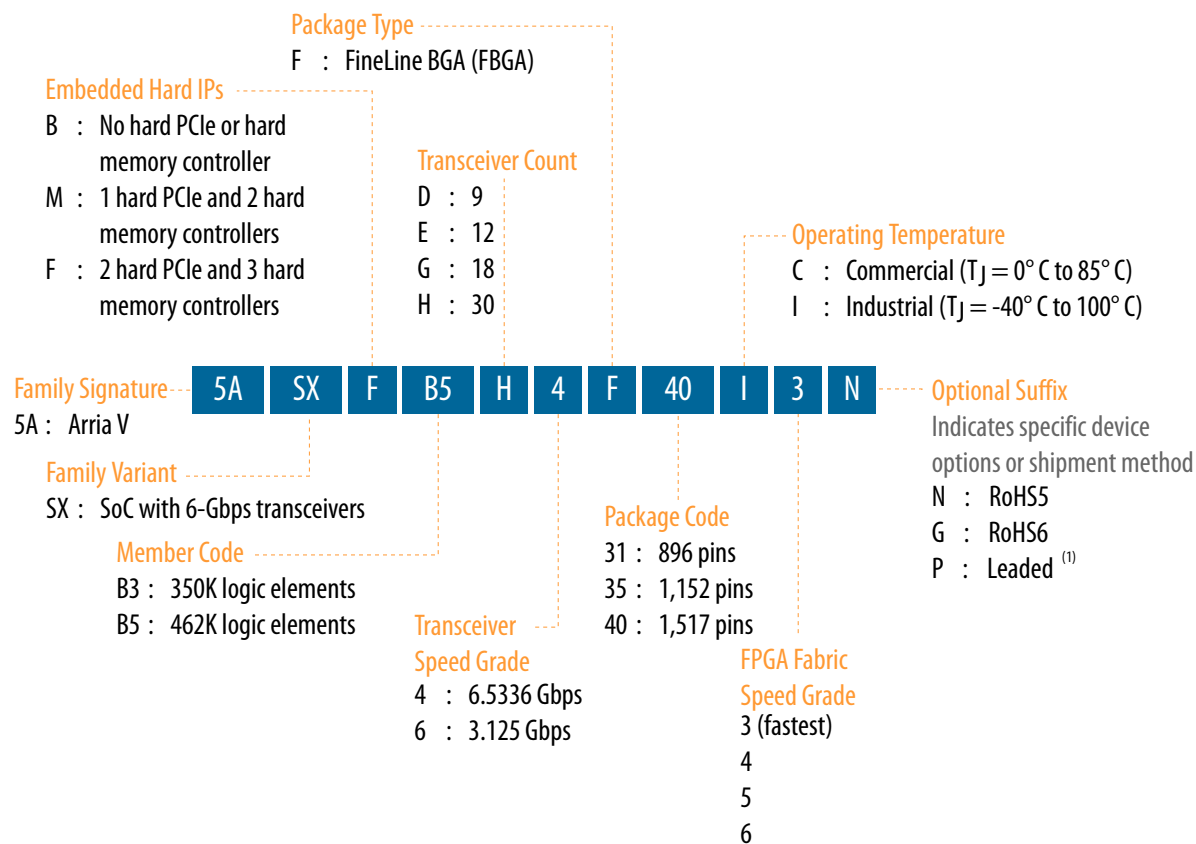 Package Type
F : FineLine BGA (FBGA)
Embedded Hard IPs
B : No hard PCIe or hard
memory controller
M : 1 hard PCIe and 2 hard
memory controllers
F : 2 hard PCIe and 3 hard
memory controllers
Transceiver Count
D : 9
E : 12
G : 18
H : 30
Operating Temperature
C : Commercial (TJ = 0° C to 85° C)
I : Industrial (TJ = -40° C to 100° C)
Family Signature
5A : Arria V
5A SX F B5 H 4 F 40 I 3 N
Optional Suffix
Indicates specific device
options or shipment method
N : RoHS5
G : RoHS6
P : Leaded (1)
Family Variant
SX : SoC with 6-Gbps transceivers
Member Code
B3 : 350K logic elements
B5 : 462K logic elements
Transceiver
Speed Grade
4 : 6.5336 Gbps
6 : 3.125 Gbps
Package Code
31 : 896 pins
35 : 1,152 pins
40 : 1,517 pins
FPGA Fabric
Speed Grade
3 (fastest)
4
5
6